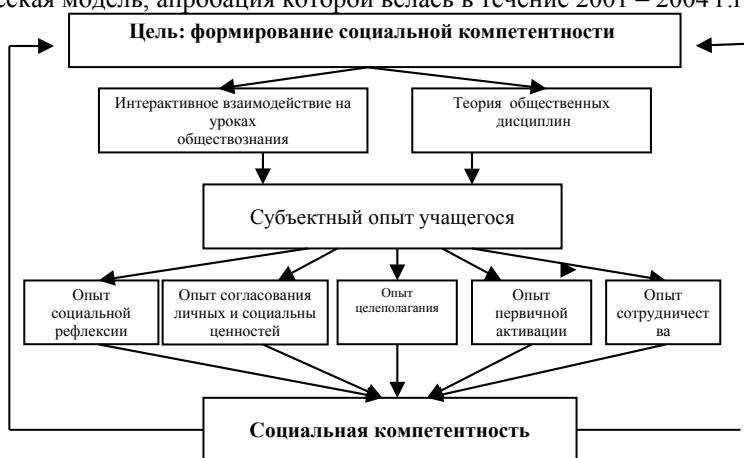 еская модель, апробация которой велась в течение 2001 – 2004 г.г
Цель: формирование социальной компетентности
Интерактивное взаимодействие на
уроках
обществознания
Теория общественных
дисциплин
Субъектный опыт учащегося
Опыт
социальной
рефлексии
Опыт согласования
личных и социальны
ценностей
Опыт
целеполагания
Опыт
первичной
активации
Опыт
сотрудничест
ва
Социальная компетентность